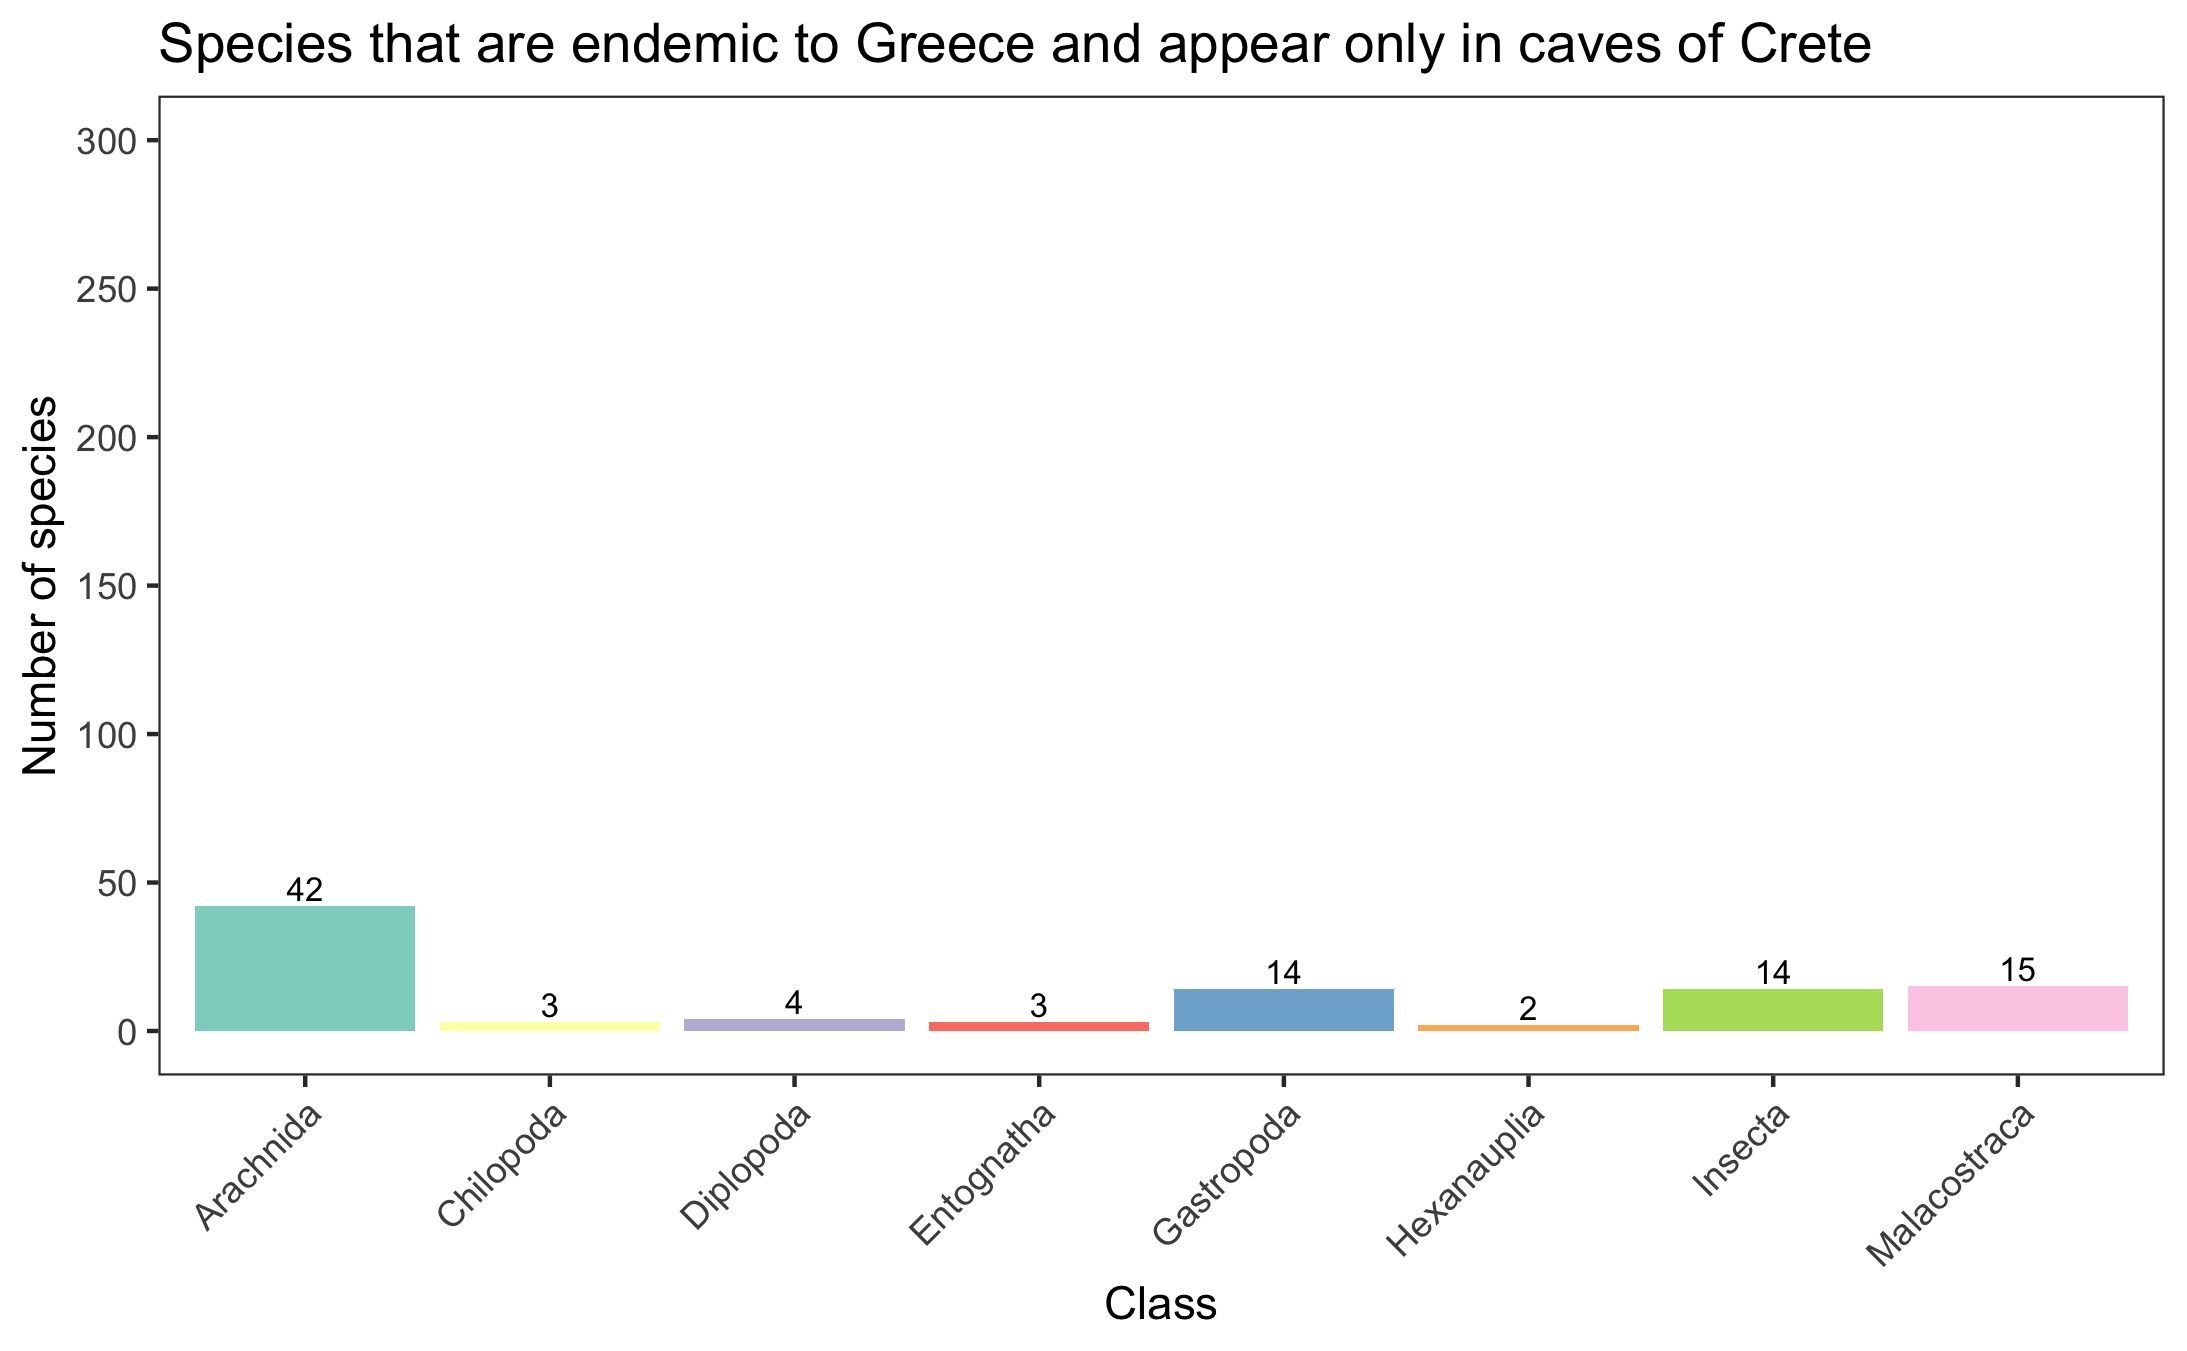 Species that are endemic to Greece and appear only in caves of Crete
Number of species
300
250
200
150
100
50
0
42
3
4
3
14
2
14
15
Arachnida
Chilopoda
Diplopoda
Entognatha
Gastropoda
Hexanauplia
Insecta
Malacostraca
Class